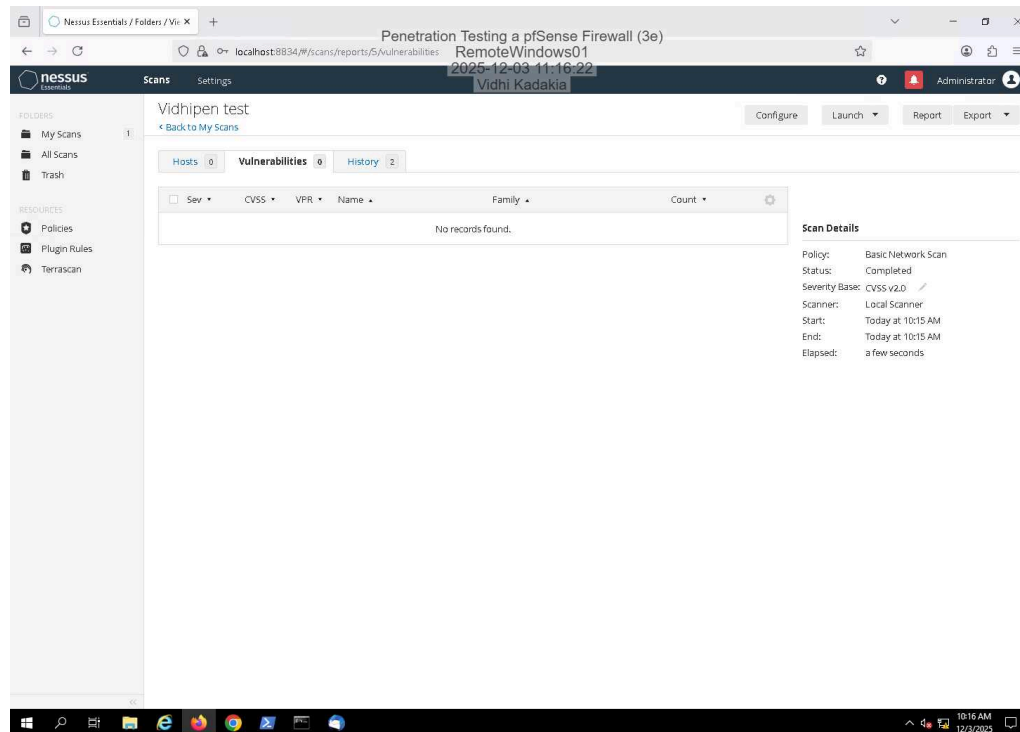 Nessus Essentials / Folders / Vie
Penetration Testing a pfSense Firewall (3e)
localhost:8834/#/scans/reports/5/vulnerabilities
RemoteWindows01
2025-12-03 11:16:22
Vidhi Kadakia
nessus
Essentials
Scans
Settings
Administrator
FOLDERS
My Scans 1
All Scans
Trash
RESOURCES
Policies
Plugin Rules
Terrascan
Vidhipen test
Back to My Scans
Configure Launch Report Export
Hosts 0 Vulnerabilities 0 History 2
Sev CVSS VPR Name Family Count
No records found.
Scan Details
Policy: Basic Network Scan
Status: Completed
Severity Base: CVSS v2.0
Scanner: Local Scanner
Start: Today at 10:15 AM
End: Today at 10:15 AM
Elapsed: a few seconds
10:16 AM
12/3/2025